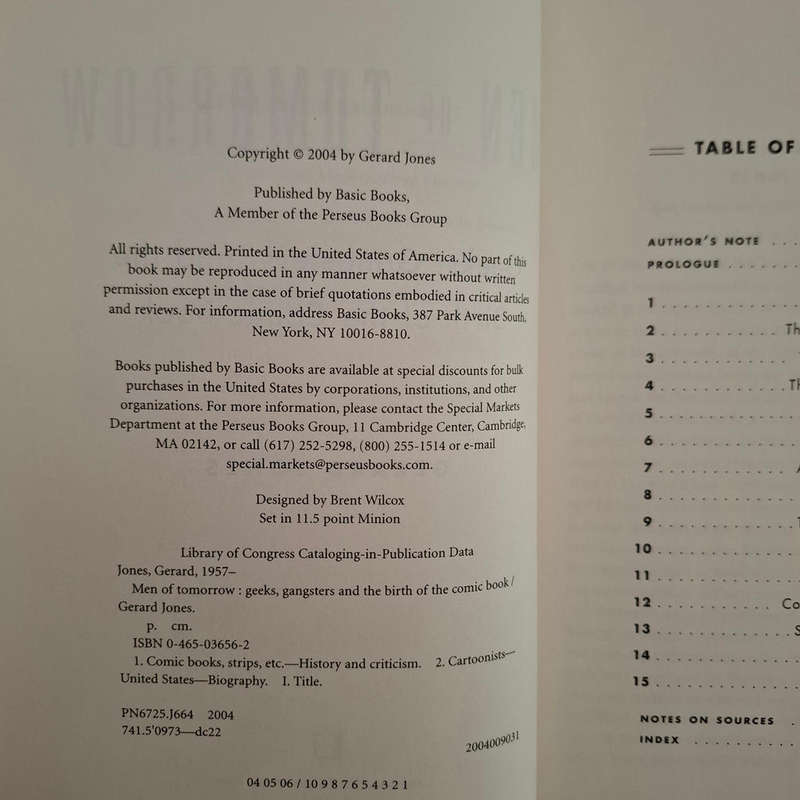 Copyright © 2004 by Gerard Jones
Published by Basic Books,
A Member of the Perseus Books Group
All rights reserved. Printed in the United States of America. No part of this
book may be reproduced in any manner whatsoever without written
permission except in the case of brief quotations embodied in critical articles
and reviews. For information, address Basic Books, 387 Park Avenue South,
New York, NY 10016-8810.
Books published by Basic Books are available at special discounts for bulk
purchases in the United States by corporations, institutions, and other
organizations. For more information, please contact the Special Markets
Department at the Perseus Books Group, 11 Cambridge Center, Cambridge,
MA 02142, or call (617) 252-5298, (800) 255-1514 or e-mail
special.markets@perseusbooks.com.
Designed by Brent Wilcox
Set in 11.5 point Minion
Library of Congress Cataloging-in-Publication Data
Jones, Gerard, 1957–
Men of tomorrow : geeks, gangsters and the birth of the comic book /
Gerard Jones.
p. cm.
ISBN 0-465-03656-2
1. Comic books, strips, etc.—History and criticism. 2. Cartoonists—
United States—Biography. I. Title.
PN6725.J664 2004
741.5'0973—dc22
2004009031
04 05 06 / 10 9 8 7 6 5 4 3 2 1
TABLE OF
AUTHOR'S NOTE . . .
PROLOGUE . . . . . . .
1 . . . . . . . . . . . .
2 . . . . . . . . . . . Th
3 . . . . . . . . . . . .
4 . . . . . . . . . . . Th
5 . . . . . . . . . . . .
6 . . . . . . . . . . . .
7 . . . . . . . . . . . A
8 . . . . . . . . . . . .
9 . . . . . . . . . . . T
10 . . . . . . . . . . . .
11 . . . . . . . . . . . .
12 . . . . . . . . . . Co
13 . . . . . . . . . . . S
14 . . . . . . . . . . . .
15 . . . . . . . . . . . .
NOTES ON SOURCES .
INDEX . . . . . . . . . .